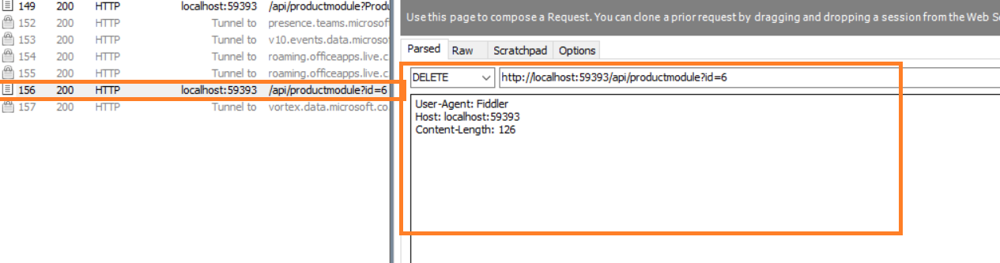 149 200 HTTP localhost:59393 /api/productmodule?Produ
152 200 HTTP Tunnel to presence.teams.microsoft
153 200 HTTP Tunnel to v10.events.data.microsof
154 200 HTTP Tunnel to roaming.officeapps.live.c
155 200 HTTP Tunnel to roaming.officeapps.live.c
156 200 HTTP localhost:59393 /api/productmodule?id=6
157 200 HTTP Tunnel to vortex.data.microsoft.co
Use this page to compose a Request. You can clone a prior request by dragging and dropping a session from the Web Se
Parsed Raw Scratchpad Options
DELETE http://localhost:59393/api/productmodule?id=6
User-Agent: Fiddler
Host: localhost:59393
Content-Length: 126